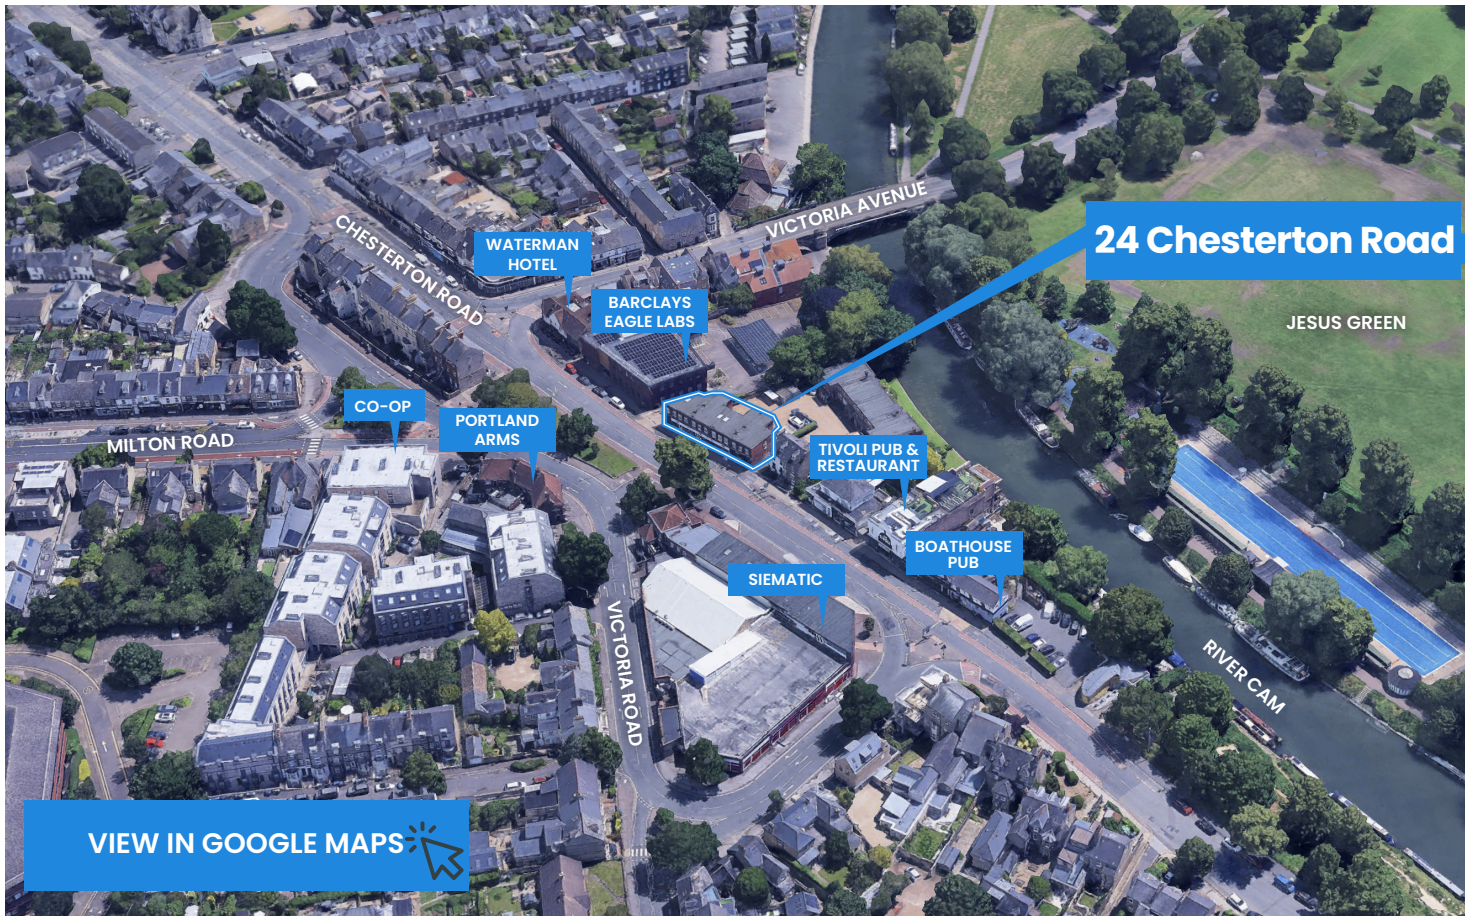 VICTORIA AVENUE
24 Chesterton Road
CHESTERTON ROAD
WATERMAN
HOTEL
BARCLAYS
EAGLE LABS
JESUS GREEN
CO-OP
PORTLAND
ARMS
MILTON ROAD
TIVOLI PUB &
RESTAURANT
BOATHOUSE
PUB
SIEMATIC
VICTORIA ROAD
RIVER CAM
VIEW IN GOOGLE MAPS